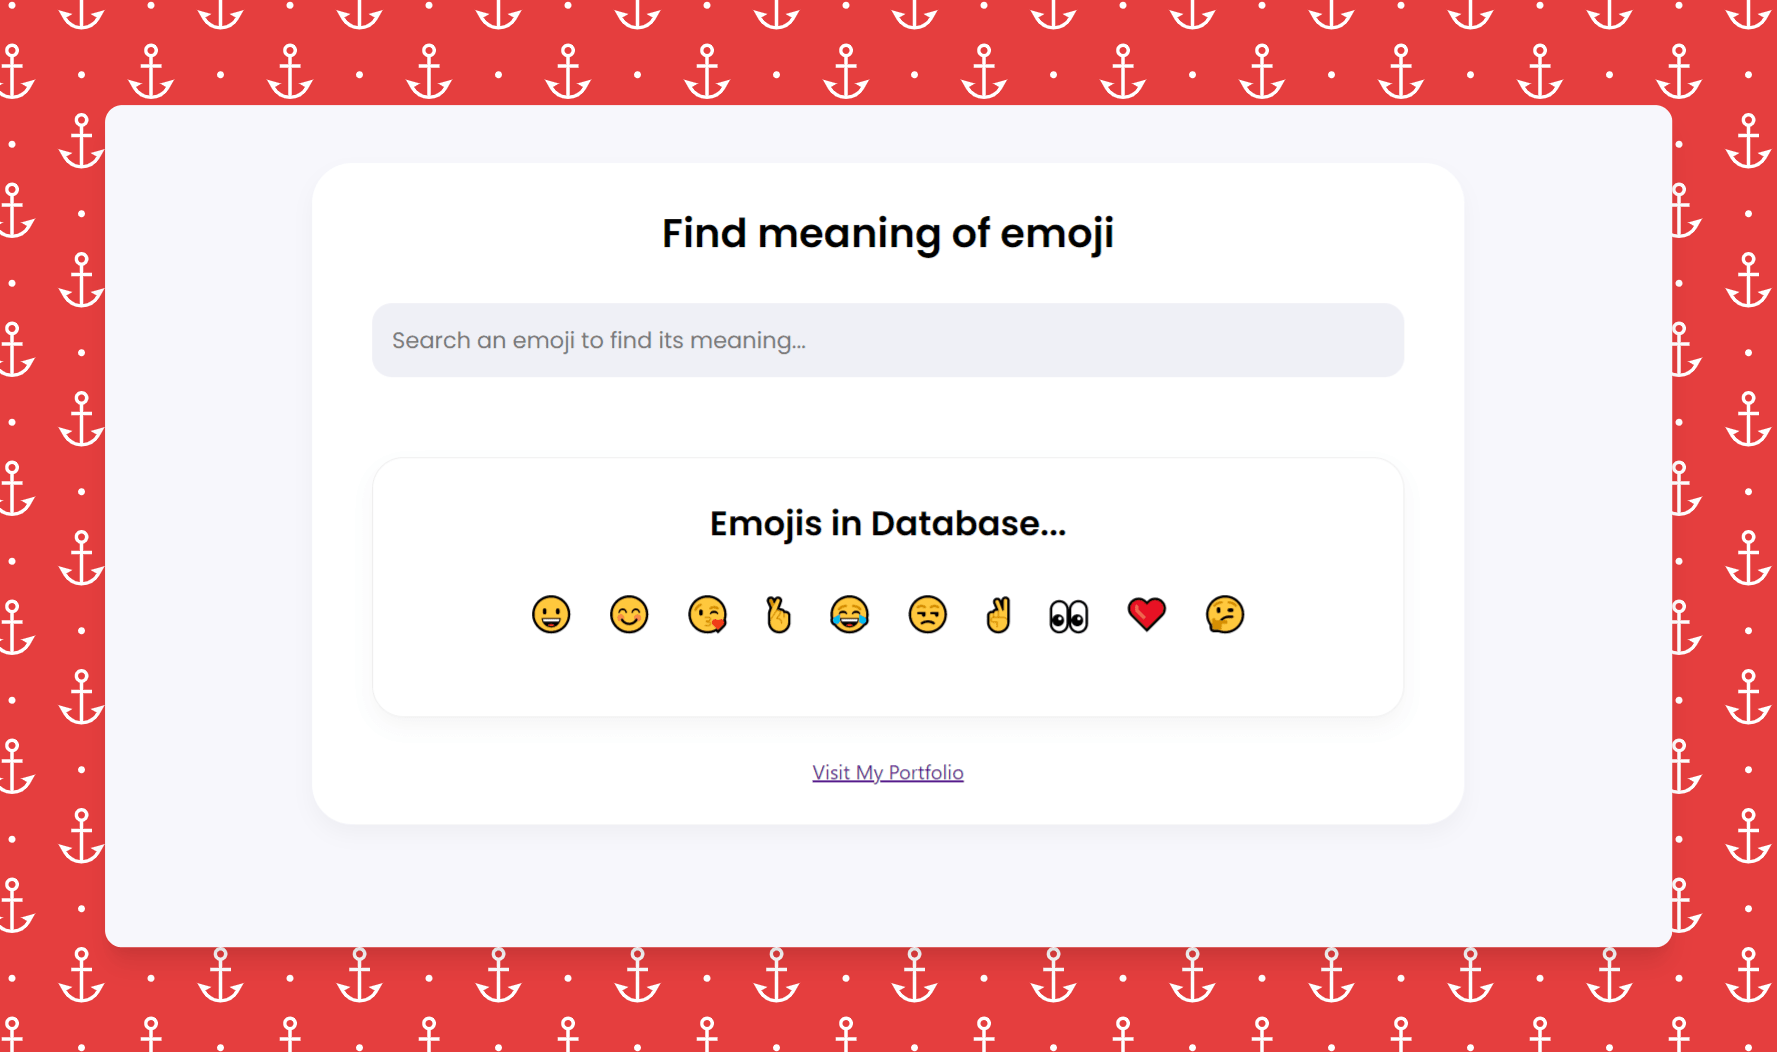 Find meaning of emoji
Search an emoji to find its meaning...
Emojis in Database...
😀 😊 😘 🫰 😂 😒 ✌ 👀 ❤ 🤔
Visit My Portfolio